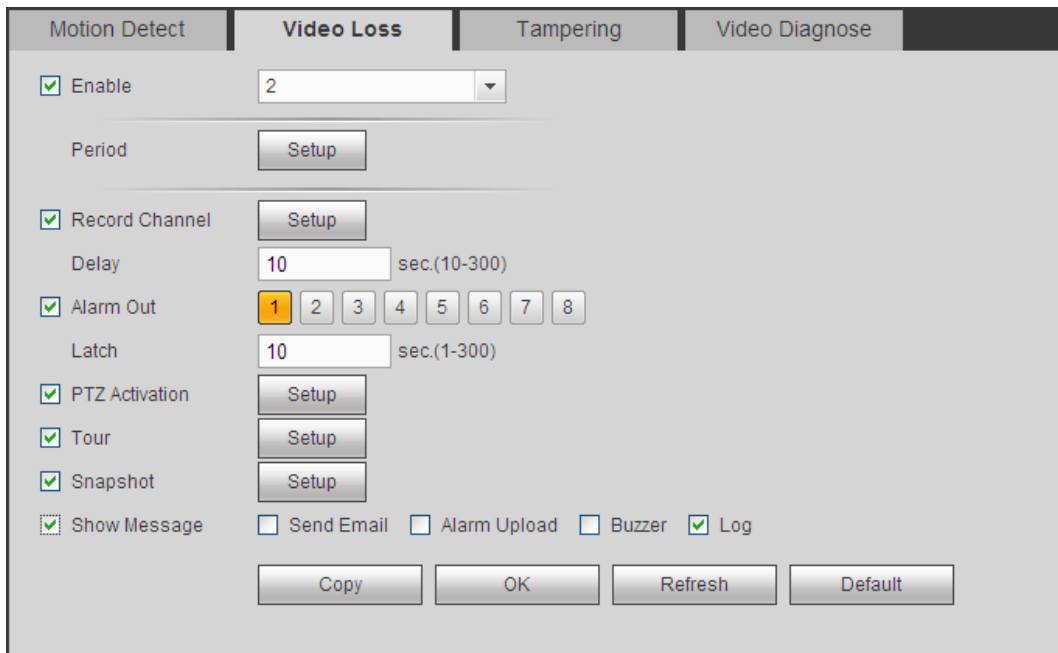 Motion Detect Video Loss Tampering Video Diagnose
Enable 2
Period Setup
Record Channel Setup
Delay 10 sec.(10-300)
Alarm Out 1 2 3 4 5 6 7 8
Latch 10 sec.(1-300)
PTZ Activation Setup
Tour Setup
Snapshot Setup
Show Message Send Email Alarm Upload Buzzer Log
Copy OK Refresh Default